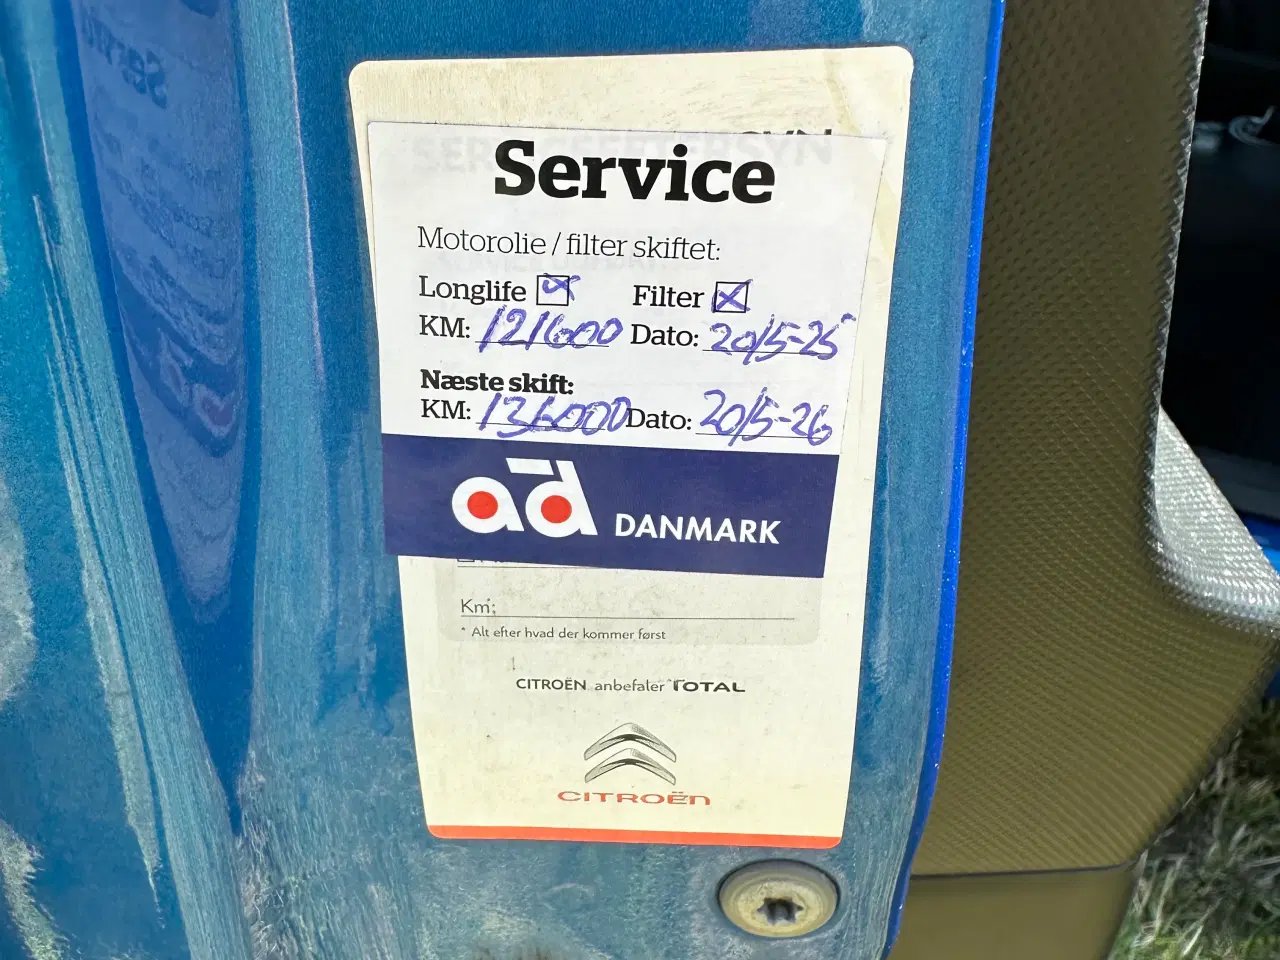 Service
Motorolie / filter skiftet:
Longlife Filter
KM: 121600 Dato: 20/5-25
Næste skift:
KM: 136000 Dato: 20/5-26
ad DANMARK
Km:
* Alt efter hvad der kommer først
CITROËN anbefaler TOTAL
CITROËN